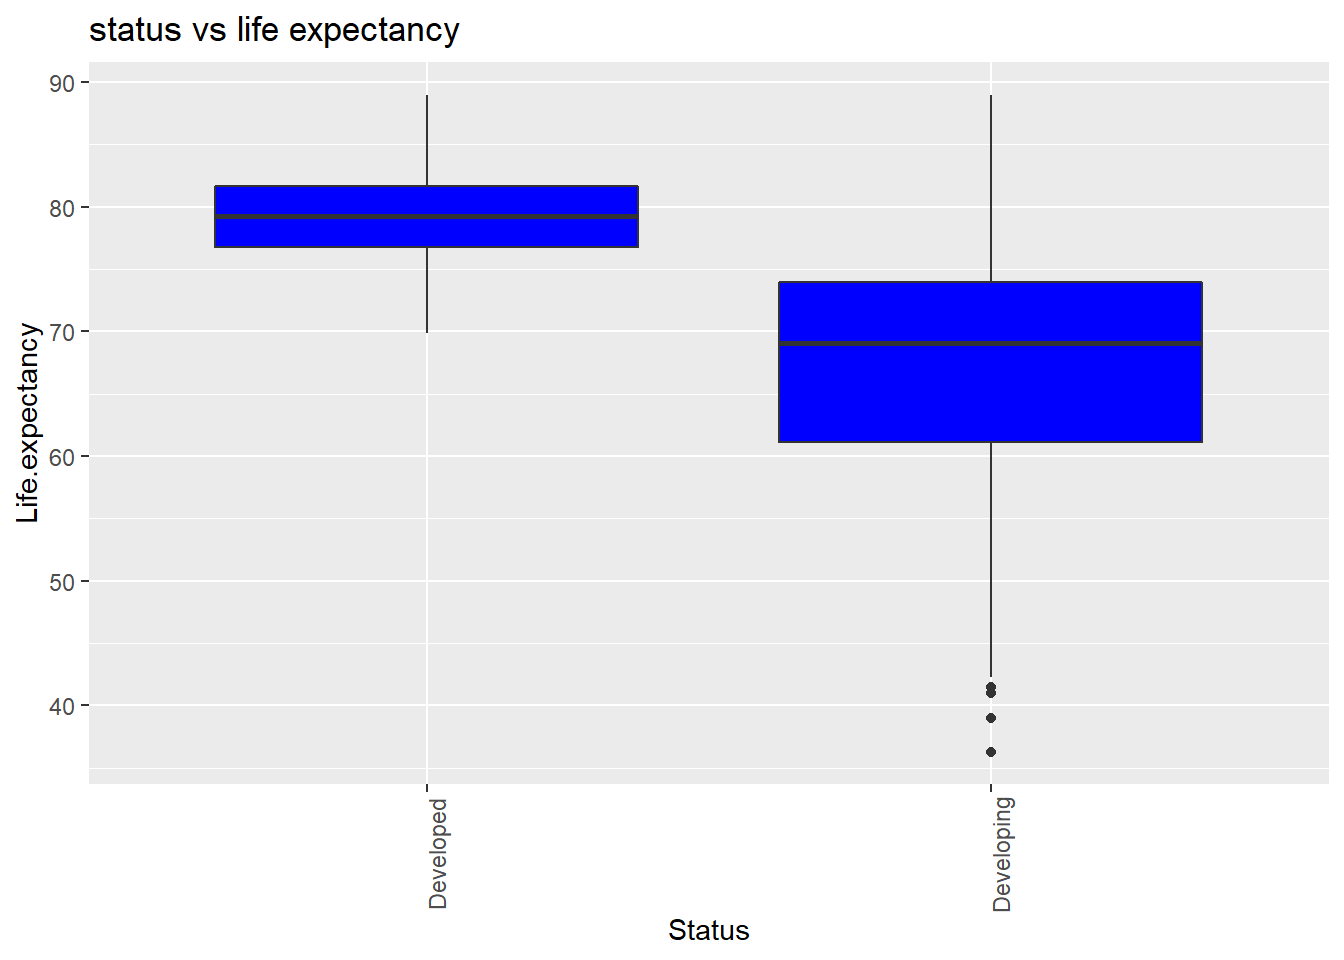 status vs life expectancy
Life.expectancy
90
80
70
60
50
40
Developed
Developing
Status